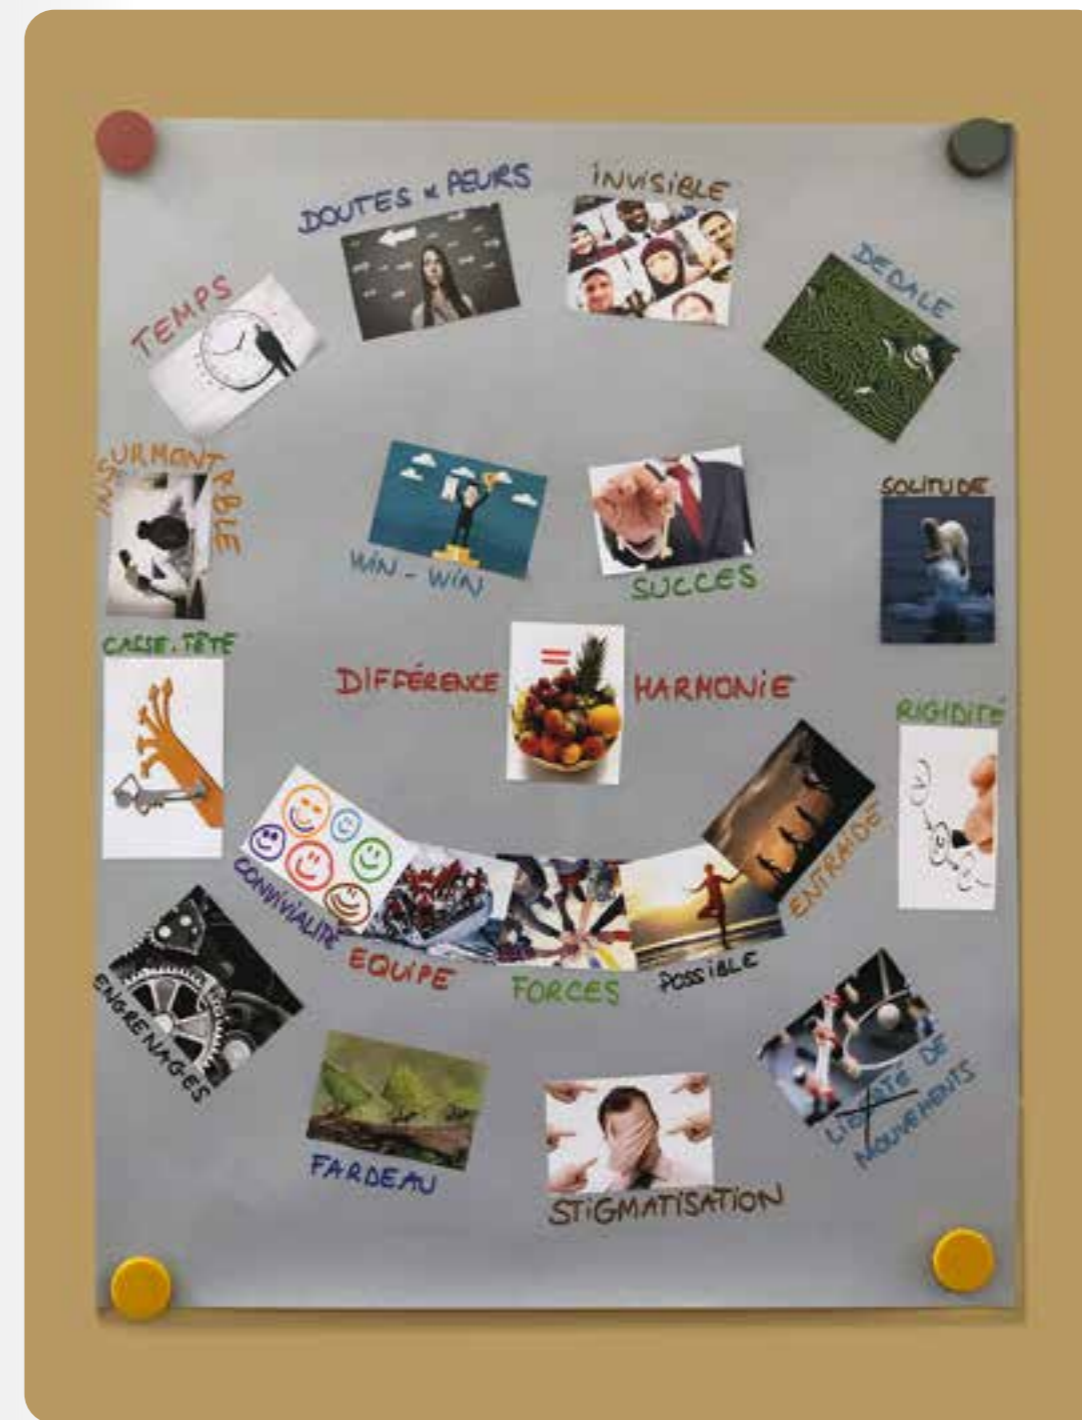 DOUTES & PEURS
INVISIBLE
TEMPS
DEDALE
INSURMONTABLE
SOLITUDE
WIN - WIN
SUCCES
CASSE-TÊTE
DIFFÉRENCE
=
HARMONIE
RIGIDITÉ
CONVIVIALITÉ
EQUIPE
FORCES
POSSIBLE
ENTRAIDE
ENGRENAGES
FARDEAU
STIGMATISATION
LIBERTÉ DE
MOUVEMENTS